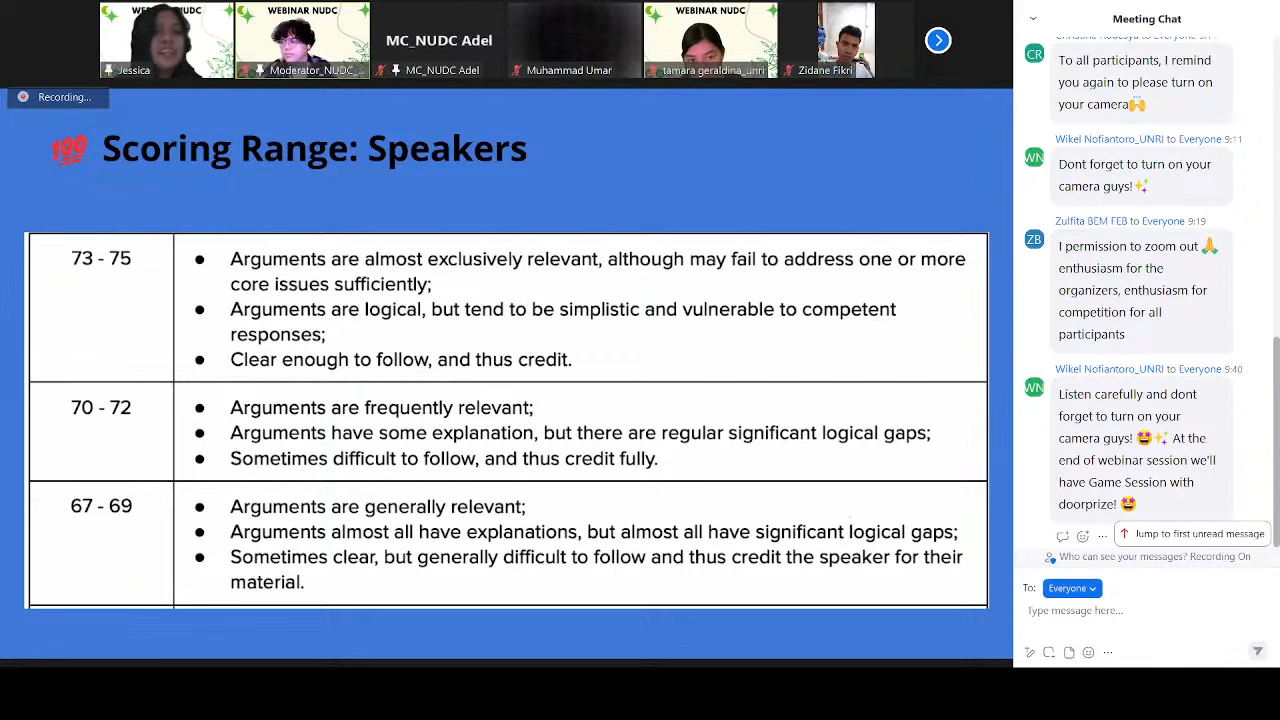 WEBINAR NUDC
WEBINAR NUDC
WEBINAR NUDC
MC_NUDC Adel
Jessica
Moderator_NUDC_...
MC_NUDC Adel
Muhammad Umar
tamara geraldina_unri
Zidane Fikri
Recording...
💯 Scoring Range: Speakers
73 - 75
● Arguments are almost exclusively relevant, although may fail to address one or more
core issues sufficiently;
● Arguments are logical, but tend to be simplistic and vulnerable to competent
responses;
● Clear enough to follow, and thus credit.
70 - 72
● Arguments are frequently relevant;
● Arguments have some explanation, but there are regular significant logical gaps;
● Sometimes difficult to follow, and thus credit fully.
67 - 69
● Arguments are generally relevant;
● Arguments almost all have explanations, but almost all have significant logical gaps;
● Sometimes clear, but generally difficult to follow and thus credit the speaker for their
material.
Meeting Chat
to Everyone
CR
To all participants, I remind
you again to please turn on
your camera🙌
Wikel Nofiantoro_UNRI to Everyone 9:11
WN
Dont forget to turn on your
camera guys!✨
Zulfita BEM FEB to Everyone 9:19
ZB
I permission to zoom out 🙏
enthusiasm for the
organizers, enthusiasm for
competition for all
participants
Wikel Nofiantoro_UNRI to Everyone 9:40
WN
Listen carefully and dont
forget to turn on your
camera guys! 🤩✨ At the
end of webinar session we'll
have Game Session with
doorprize! 🤩
Jump to first unread message
Who can see your messages? Recording On
To: Everyone
Type message here...